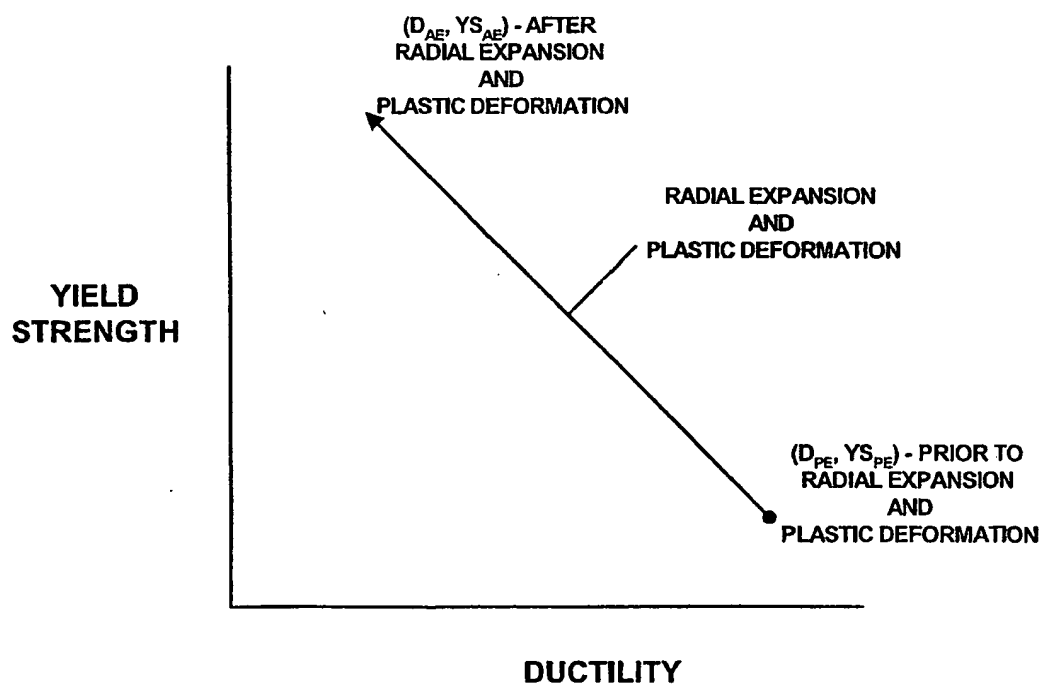 (D_AE, YS_AE) - AFTER
RADIAL EXPANSION
AND
PLASTIC DEFORMATION
RADIAL EXPANSION
AND
PLASTIC DEFORMATION
YIELD
STRENGTH
(D_PE, YS_PE) - PRIOR TO
RADIAL EXPANSION
AND
PLASTIC DEFORMATION
DUCTILITY